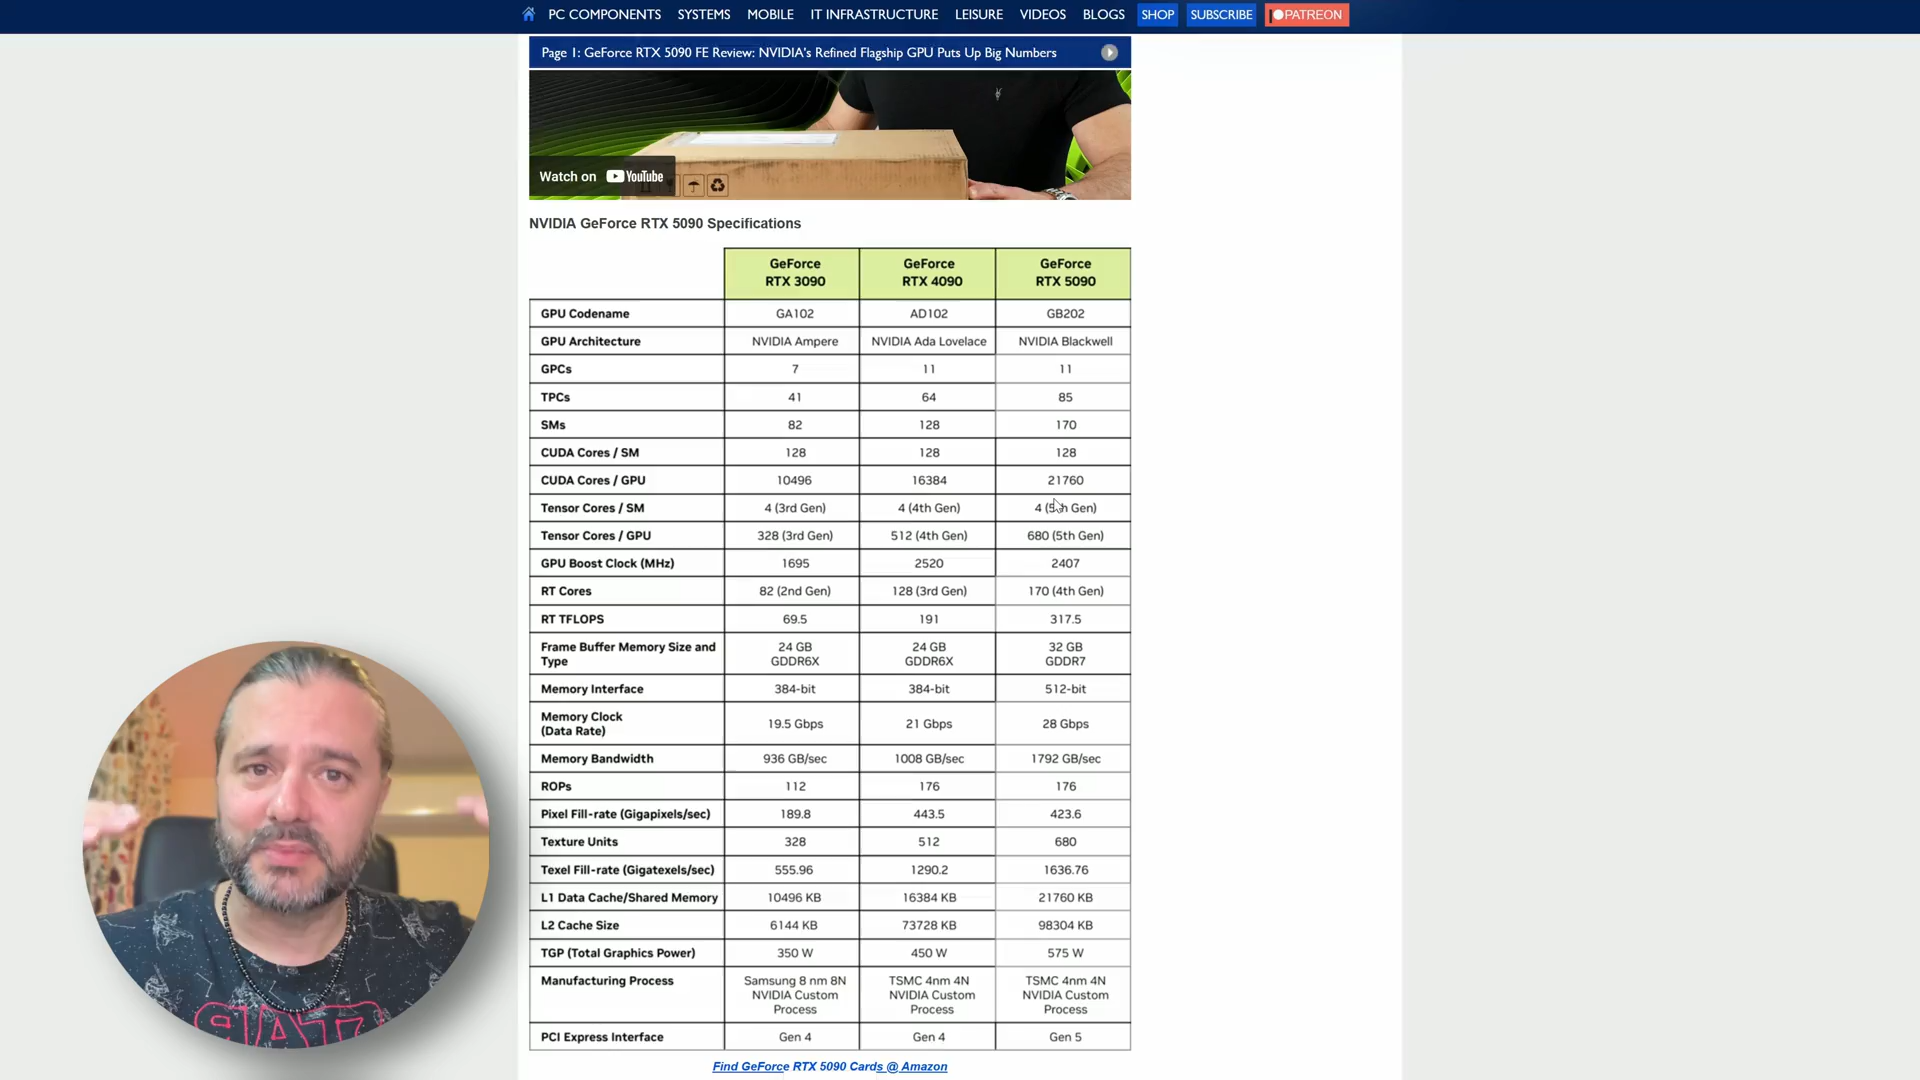 PC COMPONENTS SYSTEMS MOBILE IT INFRASTRUCTURE LEISURE VIDEOS BLOGS SHOP SUBSCRIBE PATREON
Page 1: GeForce RTX 5090 FE Review: NVIDIA's Refined Flagship GPU Puts Up Big Numbers
Watch on YouTube
NVIDIA GeForce RTX 5090 Specifications
GeForce RTX 3090 GeForce RTX 4090 GeForce RTX 5090
GPU Codename GA102 AD102 GB202
GPU Architecture NVIDIA Ampere NVIDIA Ada Lovelace NVIDIA Blackwell
GPCs 7 11 11
TPCs 41 64 85
SMs 82 128 170
CUDA Cores / SM 128 128 128
CUDA Cores / GPU 10496 16384 21760
Tensor Cores / SM 4 (3rd Gen) 4 (4th Gen) 4 (5th Gen)
Tensor Cores / GPU 328 (3rd Gen) 512 (4th Gen) 680 (5th Gen)
GPU Boost Clock (MHz) 1695 2520 2407
RT Cores 82 (2nd Gen) 128 (3rd Gen) 170 (4th Gen)
RT TFLOPS 69.5 191 317.5
Frame Buffer Memory Size and Type 24 GB GDDR6X 24 GB GDDR6X 32 GB GDDR7
Memory Interface 384-bit 384-bit 512-bit
Memory Clock (Data Rate) 19.5 Gbps 21 Gbps 28 Gbps
Memory Bandwidth 936 GB/sec 1008 GB/sec 1792 GB/sec
ROPs 112 176 176
Pixel Fill-rate (Gigapixels/sec) 189.8 443.5 423.6
Texture Units 328 512 680
Texel Fill-rate (Gigatexels/sec) 555.96 1290.2 1636.76
L1 Data Cache/Shared Memory 10496 KB 16384 KB 21760 KB
L2 Cache Size 6144 KB 73728 KB 98304 KB
TGP (Total Graphics Power) 350 W 450 W 575 W
Manufacturing Process Samsung 8 nm 8N NVIDIA Custom Process TSMC 4nm 4N NVIDIA Custom Process TSMC 4nm 4N NVIDIA Custom Process
PCI Express Interface Gen 4 Gen 4 Gen 5
Find GeForce RTX 5090 Cards @ Amazon